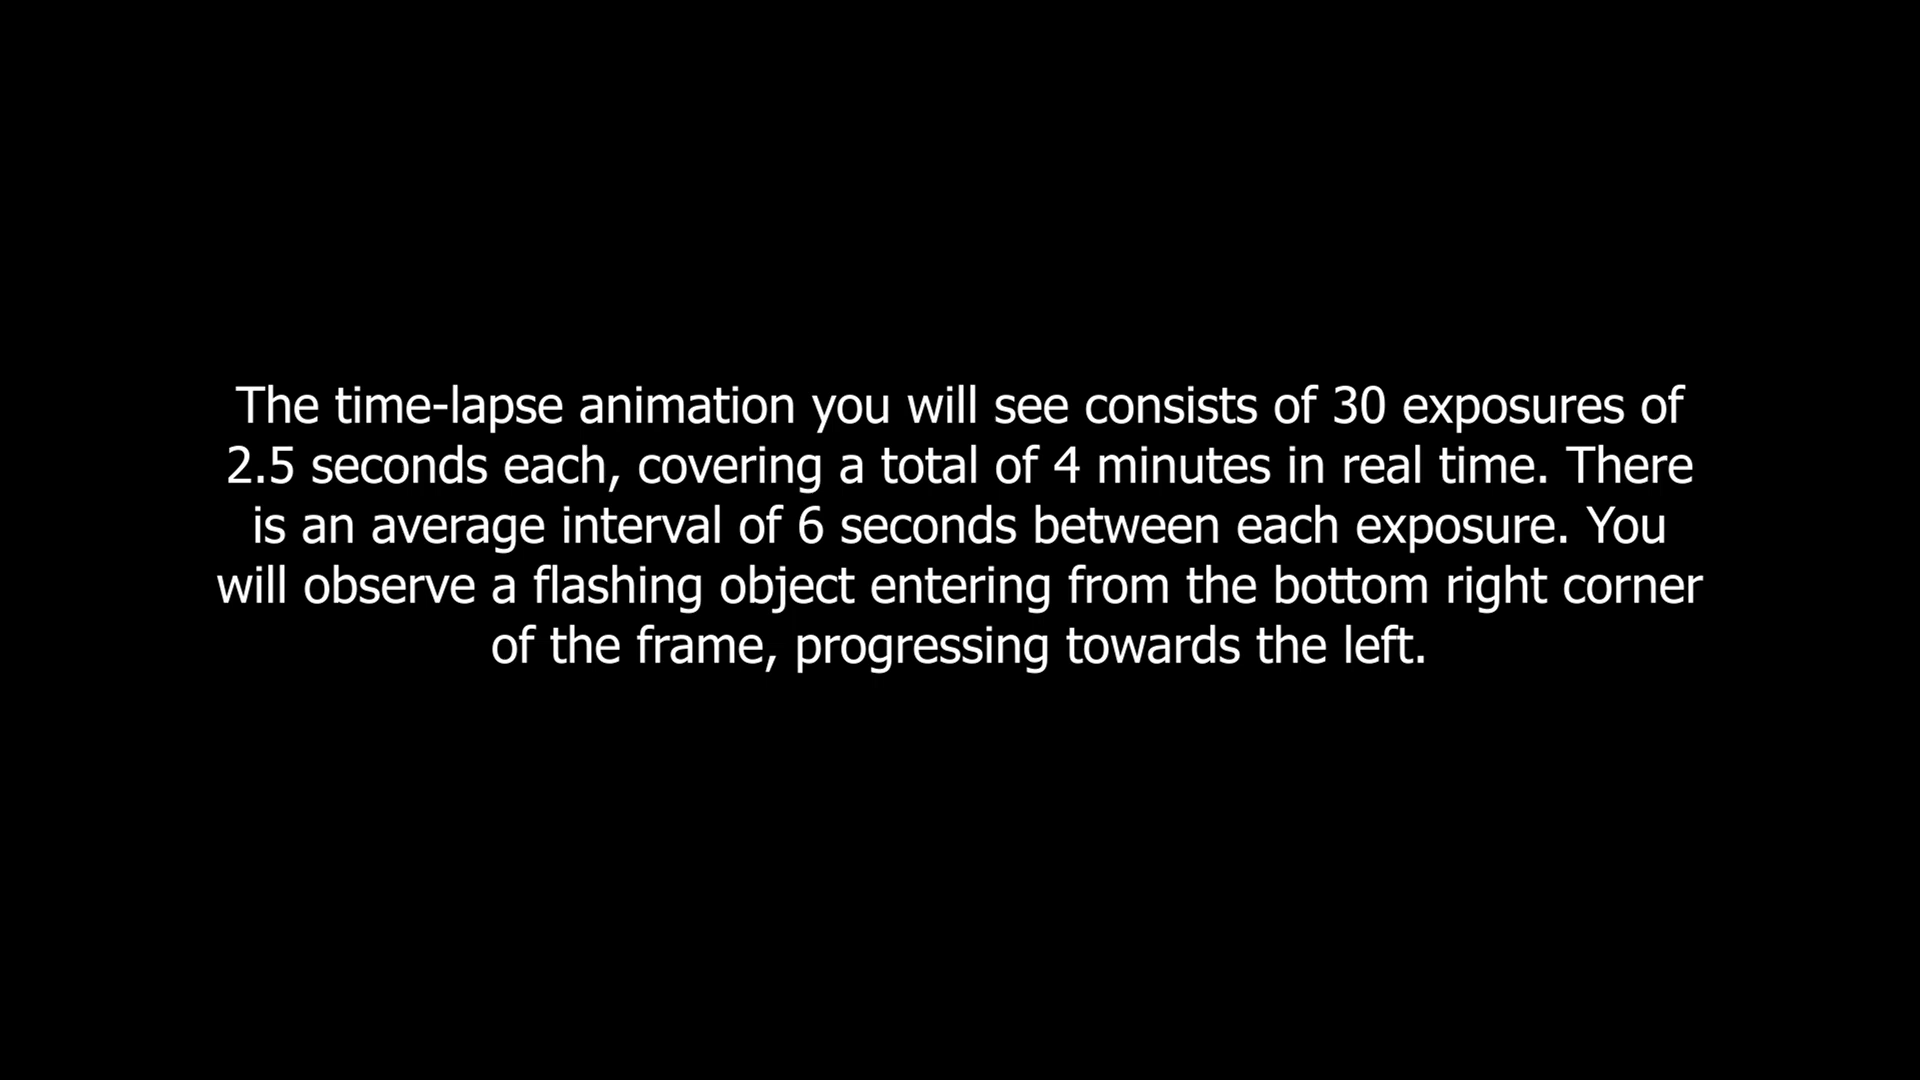 The time-lapse animation you will see consists of 30 exposures of
2.5 seconds each, covering a total of 4 minutes in real time. There
is an average interval of 6 seconds between each exposure. You
will observe a flashing object entering from the bottom right corner
of the frame, progressing towards the left.